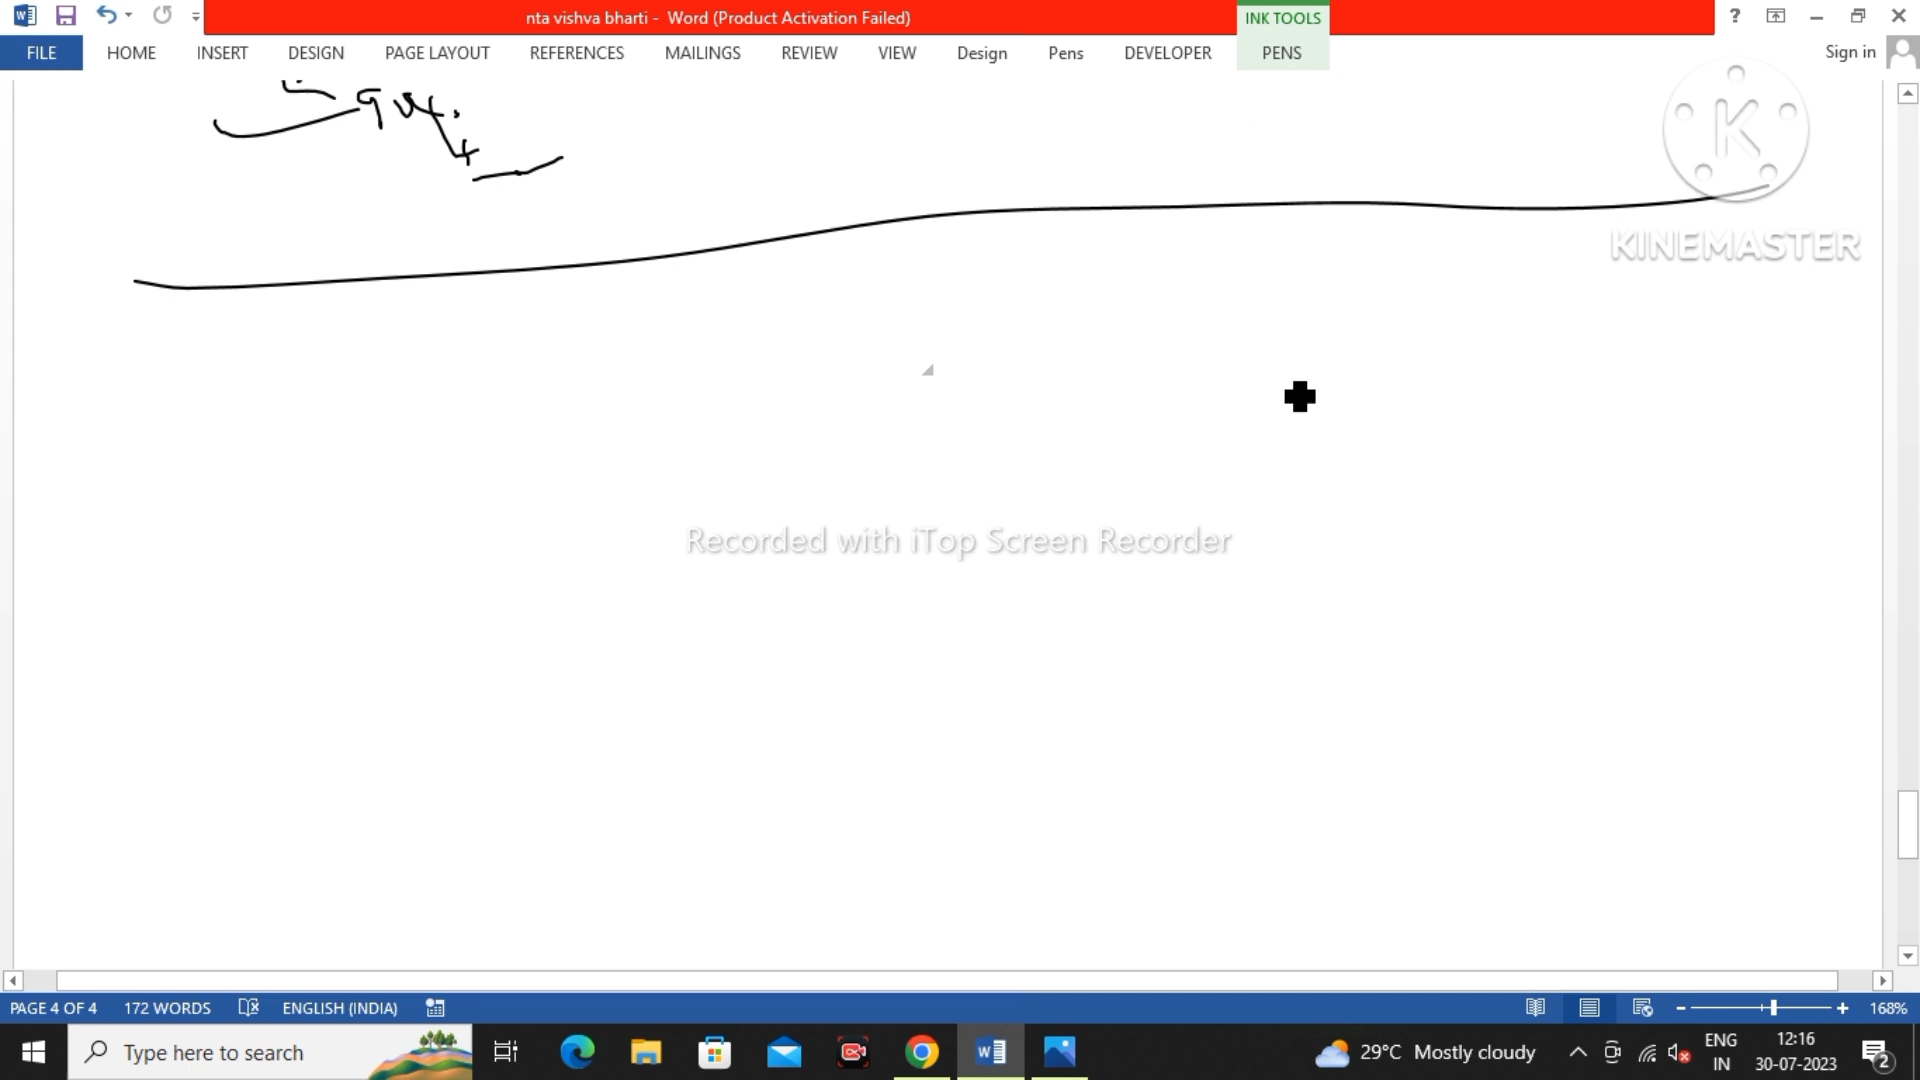 nta vishva bharti - Word (Product Activation Failed)
INK TOOLS
?
FILE
HOME
INSERT
DESIGN
PAGE LAYOUT
REFERENCES
MAILINGS
REVIEW
VIEW
Design
Pens
DEVELOPER
PENS
Sign in
K
KINEMASTER
Recorded with iTop Screen Recorder
PAGE 4 OF 4
172 WORDS
ENGLISH (INDIA)
168%
Type here to search
29°C Mostly cloudy
ENG
IN
12:16
30-07-2023
2